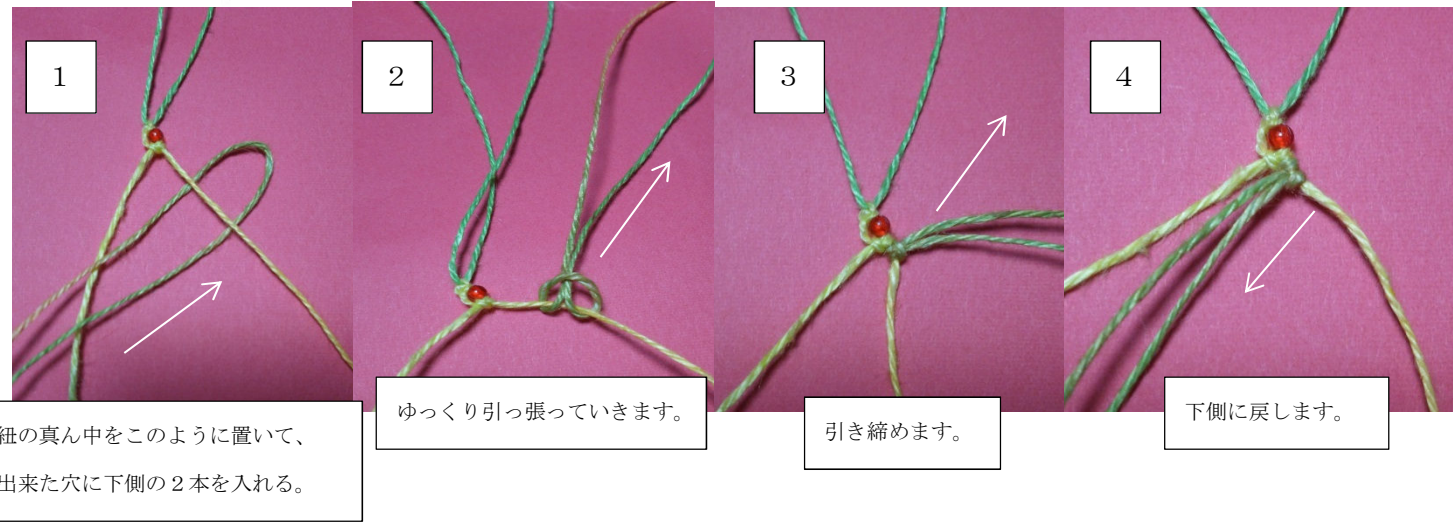 1
2
3
4
紐の真ん中をこのように置いて、
出来た穴に下側の2本を入れる。
ゆっくり引っ張っていきます。
引き締めます。
下側に戻します。